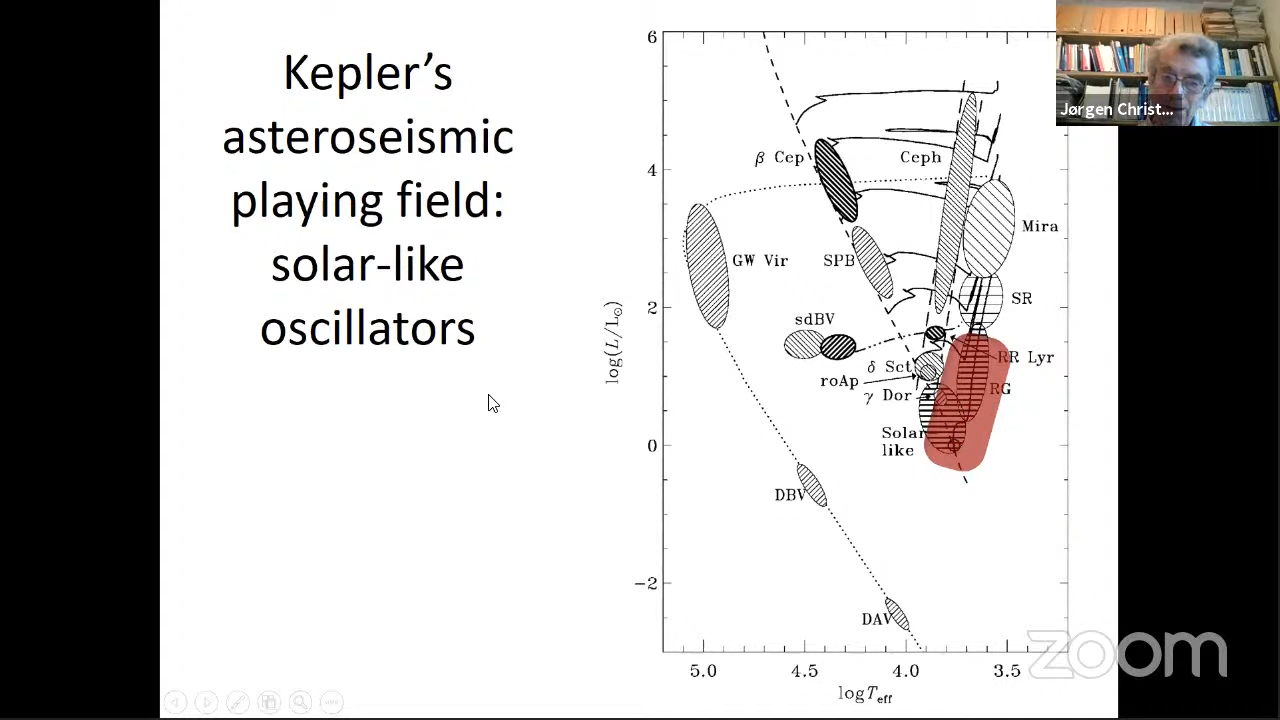 Kepler’s
asteroseismic
playing field:
solar-like
oscillators
Jørgen Christ...
6
4
2
0
−2
log(L/L⊙)
β Cep
Ceph
Mira
GW Vir
SPB
SR
sdBV
RR Lyr
δ Sct
roAp
RG
γ Dor
Solar
like
DBV
DAV
5.0
4.5
4.0
3.5
log Teff
zoom